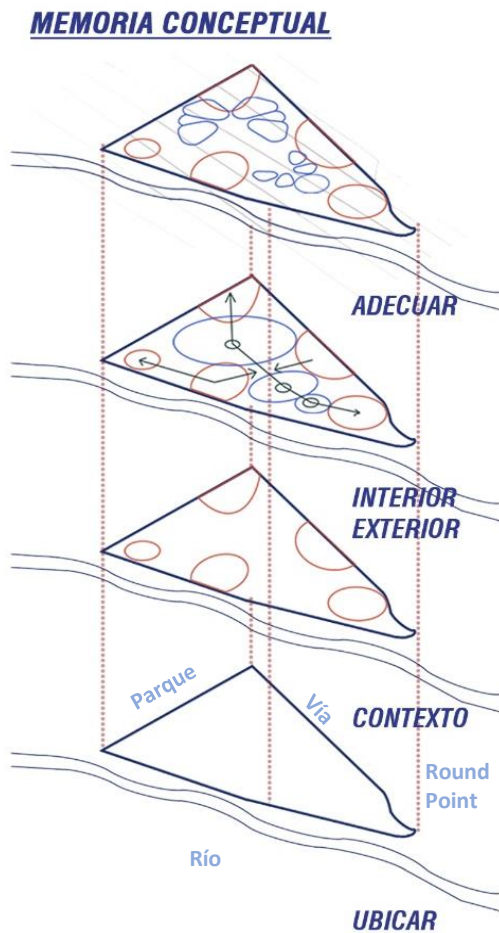 MEMORIA CONCEPTUAL
ADECUAR
INTERIOR
EXTERIOR
Parque
Vía
CONTEXTO
Round
Point
Río
UBICAR